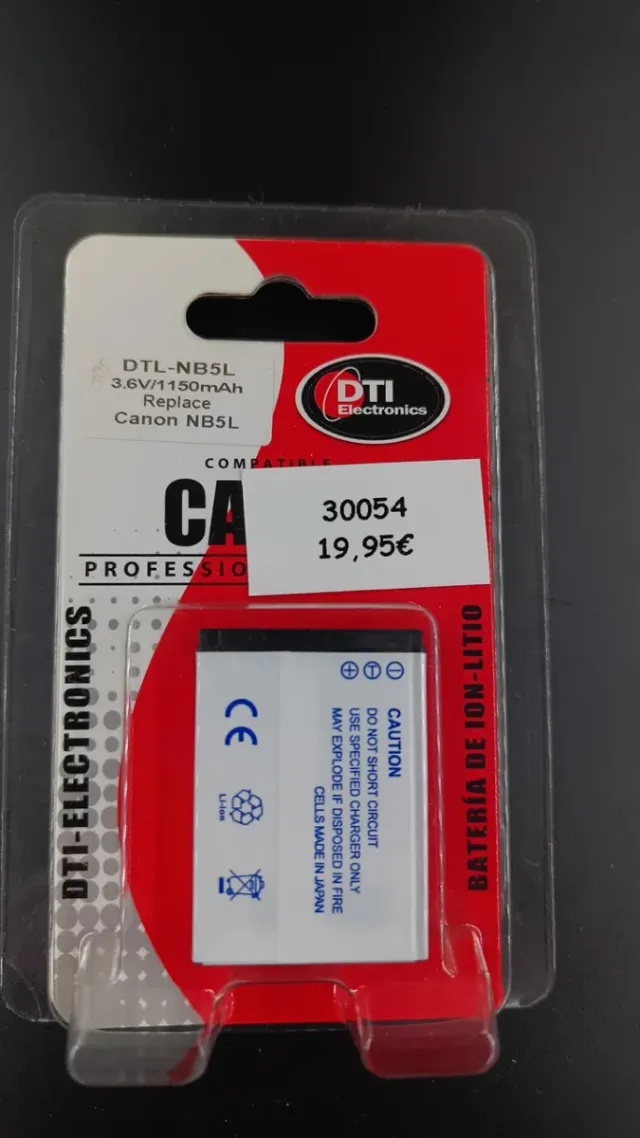 DTL-NB5L
3.6V/1150mAh
Replace
Canon NB5L
DTI
Electronics
COMPATIBLE
CA
PROFESSIO
30054
19,95€
DTI-ELECTRONICS
BATERÍA DE ION-LITIO
CE
Li-ion
CAUTION
DO NOT SHORT CIRCUIT
USE SPECIFIED CHARGER ONLY
MAY EXPLODE IF DISPOSED IN FIRE
CELLS MADE IN JAPAN